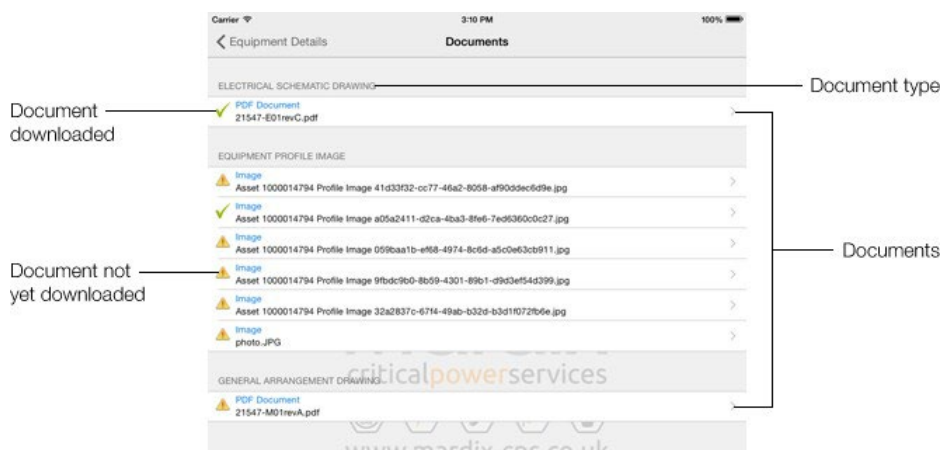 Carrier 3:10 PM 100%
Equipment Details Documents
ELECTRICAL SCHEMATIC DRAWING
Document type
PDF Document
21547-E01revC.pdf
Document
downloaded
EQUIPMENT PROFILE IMAGE
Image
Asset 1000014794 Profile Image 41d33f32-cc77-46a2-8058-af90ddec6d9e.jpg
Image
Asset 1000014794 Profile Image a05a2411-d2ca-4ba3-8fe6-7ed6360c0c27.jpg
Image
Asset 1000014794 Profile Image 059baa1b-ef68-4974-8c6d-a5c0e63cb911.jpg
Documents
Image
Asset 1000014794 Profile Image 9fbdc9b0-8b59-4301-89b1-d9d3ef54d399.jpg
Document not
yet downloaded
Image
Asset 1000014794 Profile Image 32a2837c-67f4-49ab-b32d-b3d1f072fb6e.jpg
Image
photo.JPG
criticalpowerservices
GENERAL ARRANGEMENT DRAWING
PDF Document
21547-M01revA.pdf
www.mardix-cps.co.uk